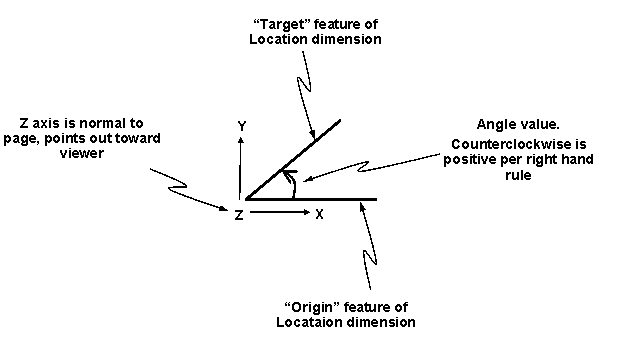 “Target” feature of
Location dimension
Z axis is normal to
page, points out toward
viewer
Y
Angle value.
Counterclockwise is
positive per right hand
rule
Z
X
“Origin” feature of
Locataion dimension